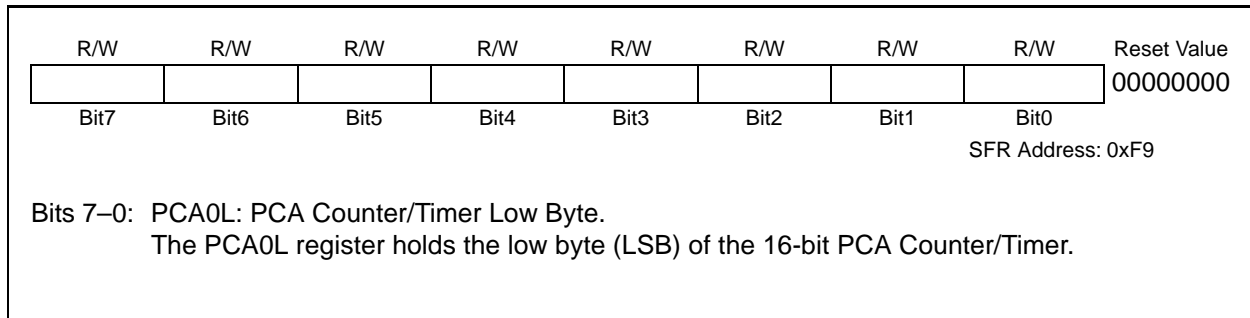 R/W R/W R/W R/W R/W R/W R/W R/W Reset Value
00000000
Bit7 Bit6 Bit5 Bit4 Bit3 Bit2 Bit1 Bit0
SFR Address: 0xF9
Bits 7–0: PCA0L: PCA Counter/Timer Low Byte.
The PCA0L register holds the low byte (LSB) of the 16-bit PCA Counter/Timer.